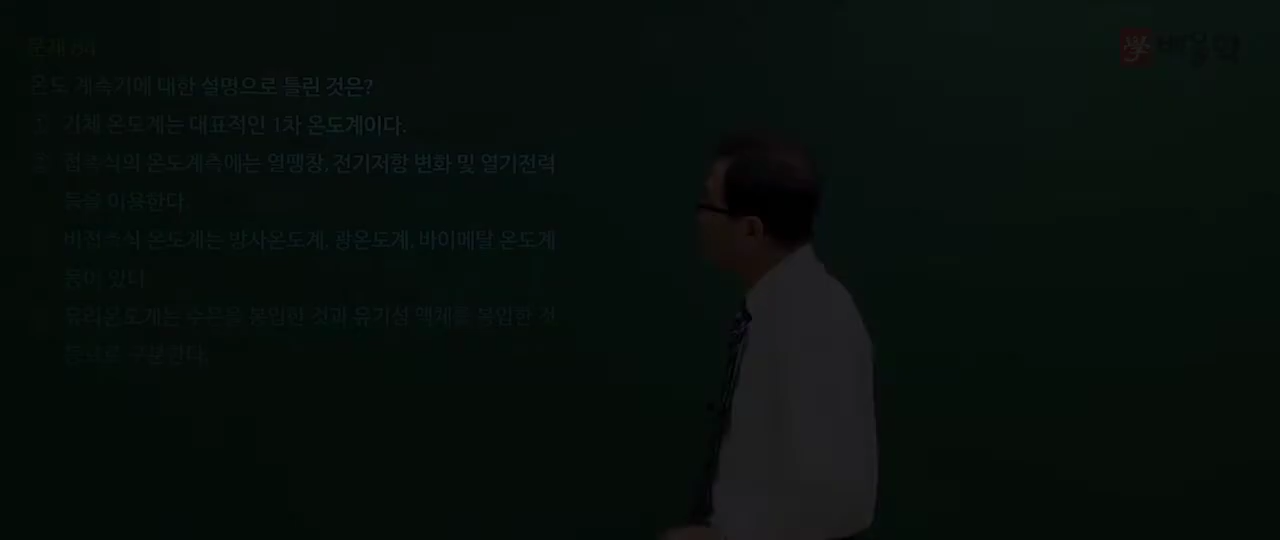 온도 계측기에 대한 설명으로 틀린 것은?
① 기체 온도계는 대표적인 1차 온도계이다.
② 접촉식의 온도계측에는 열팽창, 전기저항 변화 및 열기전력
등을 이용한다.
비접촉식 온도계는 방사온도계, 광온도계, 바이메탈 온도계
등이 있다.
유리온도계는 수은을 봉입한 것과 유기성 액체를 봉입한 것
등으로 구분한다.
배울학